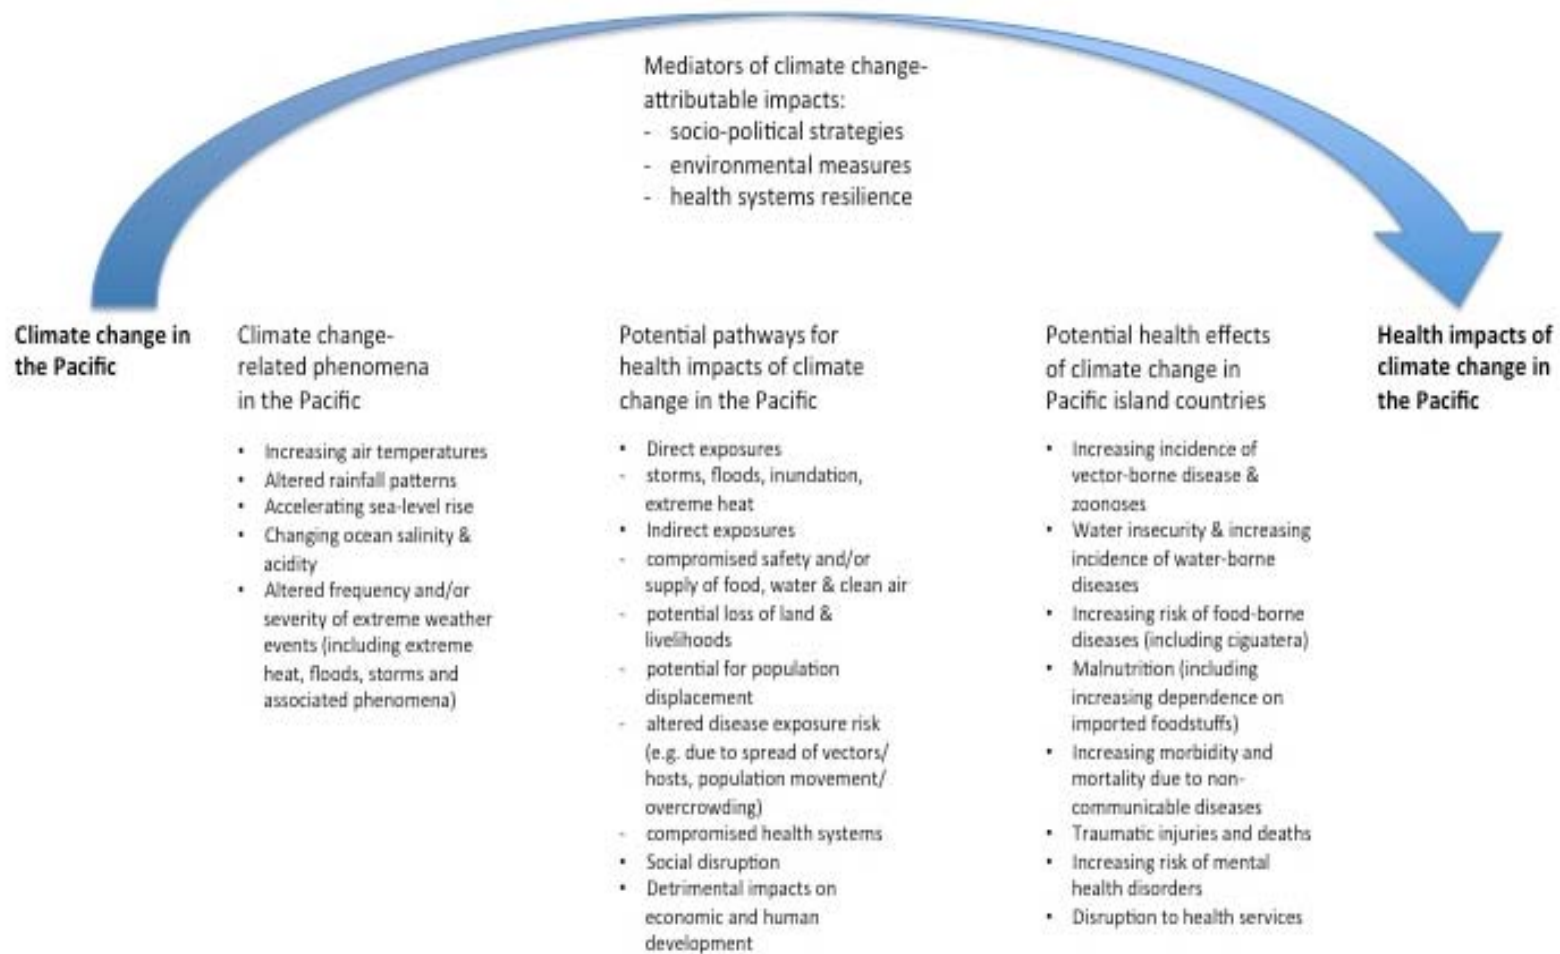 Mediators of climate change-
attributable impacts:
- socio-political strategies
- environmental measures
- health systems resilience
Climate change in
the Pacific
Climate change-
related phenomena
in the Pacific
• Increasing air temperatures
• Altered rainfall patterns
• Accelerating sea-level rise
• Changing ocean salinity &
acidity
• Altered frequency and/or
severity of extreme weather
events (including extreme
heat, floods, storms and
associated phenomena)
Potential pathways for
health impacts of climate
change in the Pacific
• Direct exposures
- storms, floods, inundation,
extreme heat
• Indirect exposures
- compromised safety and/or
supply of food, water & clean air
- potential loss of land &
livelihoods
- potential for population
displacement
- altered disease exposure risk
(e.g. due to spread of vectors/
hosts, population movement/
overcrowding)
- compromised health systems
• Social disruption
• Detrimental impacts on
economic and human
development
Potential health effects
of climate change in
Pacific island countries
• Increasing incidence of
vector-borne disease &
zoonoses
• Water insecurity & increasing
incidence of water-borne
diseases
• Increasing risk of food-borne
diseases (including ciguatera)
• Malnutrition (including
increasing dependence on
imported foodstuffs)
• Increasing morbidity and
mortality due to non-
communicable diseases
• Traumatic injuries and deaths
• Increasing risk of mental
health disorders
• Disruption to health services
Health impacts of
climate change in
the Pacific